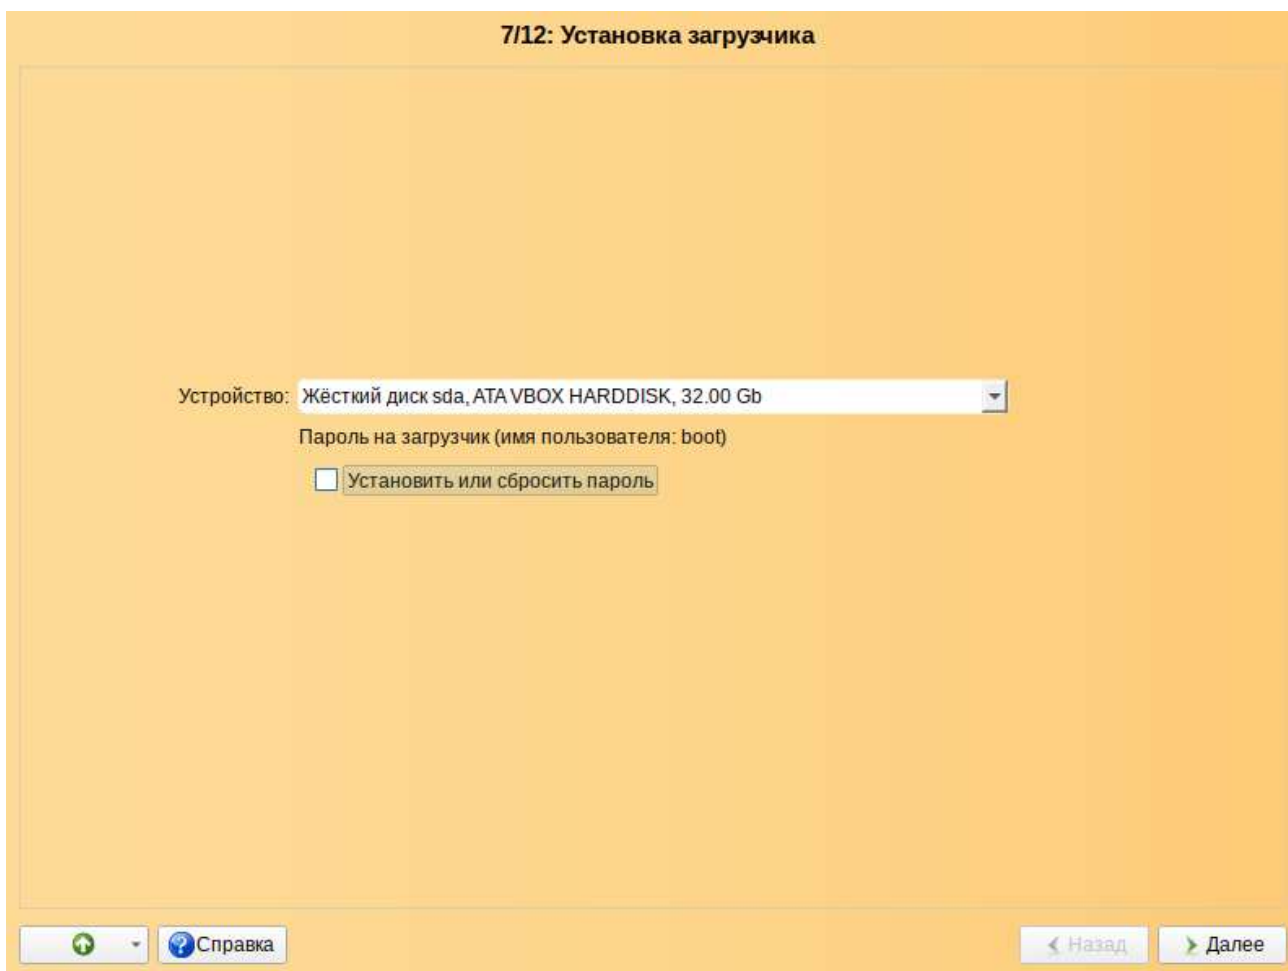 7/12: Установка загрузчика
Устройство: Жёсткий диск sda, ATA VBOX HARDDISK, 32.00 Gb
Пароль на загрузчик (имя пользователя: boot)
Установить или сбросить пароль
Справка Назад Далее